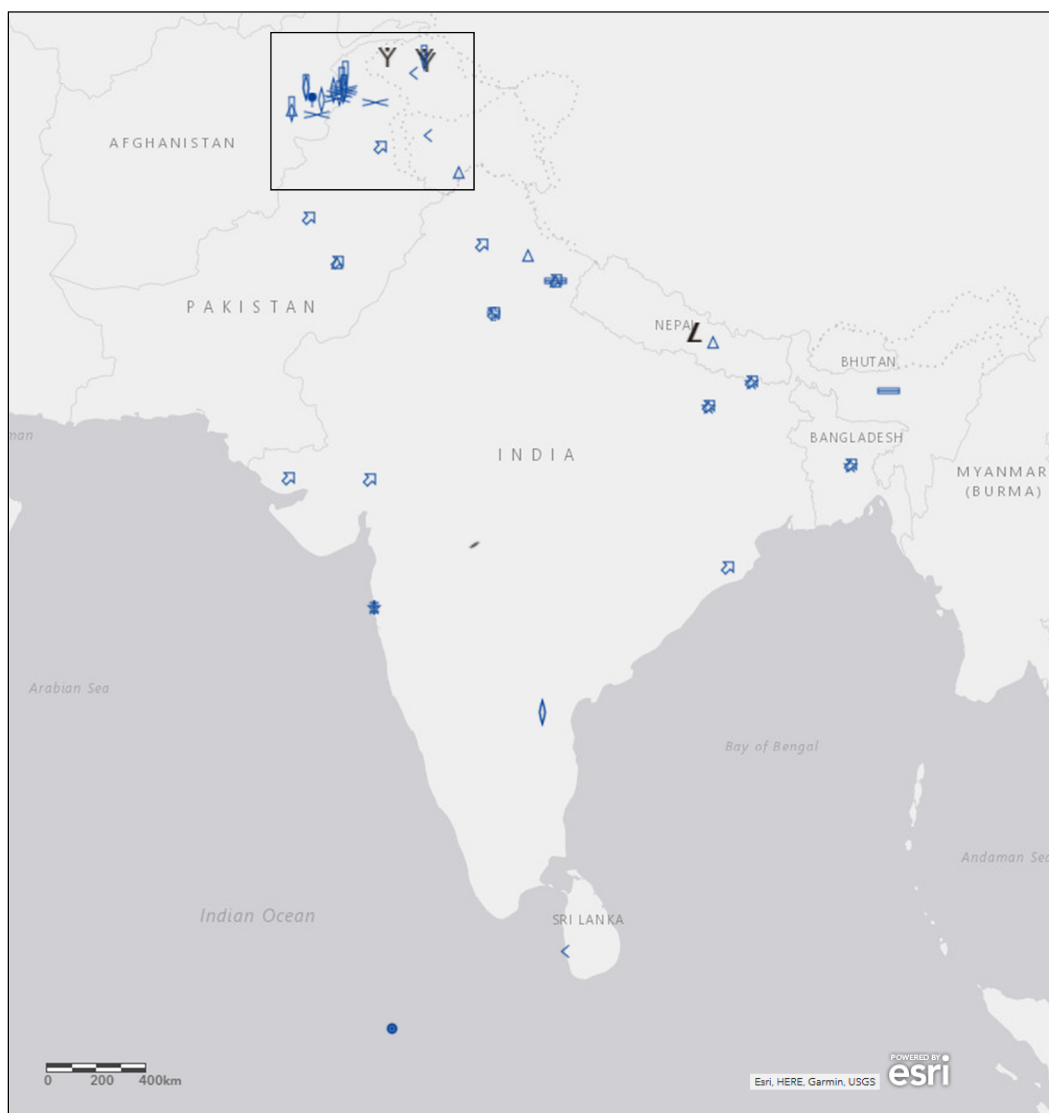 AFGHANISTAN
PAKISTAN
NEPAL
BHUTAN
BANGLADESH
INDIA
MYANMAR
(BURMA)
Arabian Sea
Bay of Bengal
Andaman Sea
Indian Ocean
SRI LANKA
0 200 400km
Esri, HERE, Garmin, USGS
POWERED BY
esri